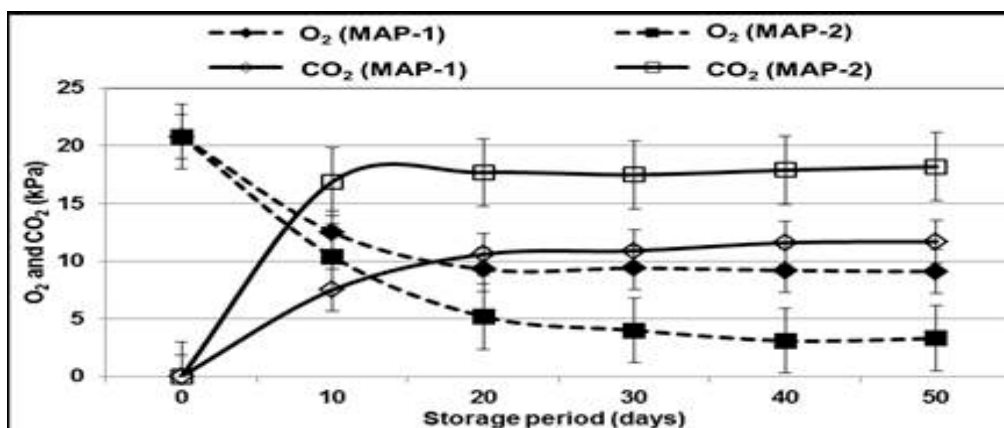 O₂ (MAP-1) O₂ (MAP-2)
CO₂ (MAP-1) CO₂ (MAP-2)
25
20
15
10
5
0
O₂ and CO₂ (kPa)
0 10 20 30 40 50
Storage period (days)